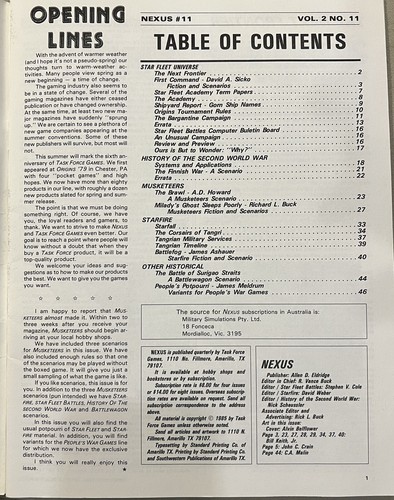 OPENING
LINES
With the advent of warmer weather
(and I hope it's not a pseudo-spring) our
thoughts turn to warm-weather ac-
tivities. Many people view spring as a
new beginning — a time of change.
The gaming industry also seems to
be in a state of change. Several of the
gaming magazines have either ceased
publication or have changed ownership.
At the same time, at least two new ma-
jor magazines have suddenly "sprung
up." We are certain to see a plethora of
new game companies appearing at the
summer conventions. Some of these
new publishers will survive, but most will
not.
This summer will mark the sixth an-
niversary of TASK FORCE GAMES. We first
appeared at Origins '79 in Chester, PA
with four "pocket games" and high
hopes. We now have more than eighty
products in our line, with roughly a dozen
new products slated for spring and sum-
mer release.
The point is that we must be doing
something right. Of course, we have
you, the loyal readers and gamers, to
thank. We want to strive to make NEXUS
and TASK FORCE GAMES even better. Our
goal is to reach a point where people will
know without a doubt that when they
buy a TASK FORCE product, it will be a
top-quality product.
We welcome your ideas and sug-
gestions as to how to make our products
the best. We want to give you the games
you want.
☆ ☆ ☆ ☆ ☆
I am happy to report that MUS-
KETEERS almost made it. Within two to
three weeks after you receive your
magazine, MUSKETEERS should begin ar-
riving at your local hobby shops.
We have included three scenarios
for MUSKETEERS in this issue. We have
also included enough rules so that one
of the scenarios may be played without
the boxed game. It will give you just a
small sampling of what the game is like.
If you like scenarios, this issue is for
you. In addition to the three MUSKETEERS
scenarios (pun intended) we have STAR
FIRE, STAR FLEET BATTLES, HISTORY OF THE
SECOND WORLD WAR and BATTLEWAGON
scenarios.
In this issue you will also find the
usual potpourri of STAR FLEET and STAR-
FIRE material. In addition, you will find
variants for the PEOPLE'S WAR GAMES line
for which we now have the exclusive
distribution.
I think you will really enjoy this
issue.
NEXUS #11 VOL. 2 NO. 11
TABLE OF CONTENTS
STAR FLEET UNIVERSE
The Next Frontier 2
First Command - David A. Sicko
Fiction and Scenarios 3
Star Fleet Academy Term Papers 7
The Academy 8
Shipyard Report - Gorn Ship Names 9
Origins Tournament Rules 10
The Bargantine Campaign 11
Errata 13
Star Fleet Battles Computer Buletin Board 16
An Unusual Campaign 16
Review and Preview 16
Ours is But to Wonder: "Why?" 17
HISTORY OF THE SECOND WORLD WAR
Systems and Applications 18
The Finnish War - A Scenario 21
Errata 22
MUSKETEERS
The Brawl - A.D. Howard
A Musketeers Scenario 23
Milady's Ghost Sleeps Poorly - Richard L. Buck
Musketeers Fiction and Scenarios 27
STARFIRE
Starfall 33
The Corsairs of Tangri 34
Tangrian Military Services 37
Tangrian Timeline 39
Battlefog - James Ashauer
Starfire Fiction and Scenario 40
OTHER HISTORICAL
The Battle of Surigao Straits
A Battlewagon Scenario 44
People's Potpourri - James Meldrum
Variants for People's War Games 46
The source for Nexus subscriptions in Australia is:
Military Simulations Pty. Ltd.
18 Fonceca
Mordialloc, Vic. 3195
NEXUS is published quarterly by Task Force
Games, 1110 No. Fillmore, Amarillo, TX
79107.
It is available at hobby shops and
bookstores or by subscription.
Subscription rate is $8.00 for four issues
or $14.00 for eight issues. Overseas subscrip-
tion rates are available on request. Send all
subscription correspondence to the address
above.
All material is copyright © 1985 by Task
Force Games unless otherwise noted.
Send all articles and artwork to 1110 N.
Fillmore, Amarillo TX 79107.
Typesetting by Standard Printing Co. of
Amarillo TX. Printing by Standard Printing Co.
and Southwestern Publications of Amarillo TX.
NEXUS
Publisher: Allen D. Eldridge
Editor in Chief: R. Vance Buck
Editor / Star Fleet Battles: Stephen V. Cole
Editor / Starfire: David Weber
Editor / History of the Second World War:
Nick Schuessler
Associate Editor and
Advertising: Rick L. Buck
Art in this issue:
Cover: Alvin Bellflower
Page 3, 23, 27, 28, 29, 34, 37, 40:
Bill Keith, Jr.
Page 5: John C. Crein
Page 44: C.A. Malin
1